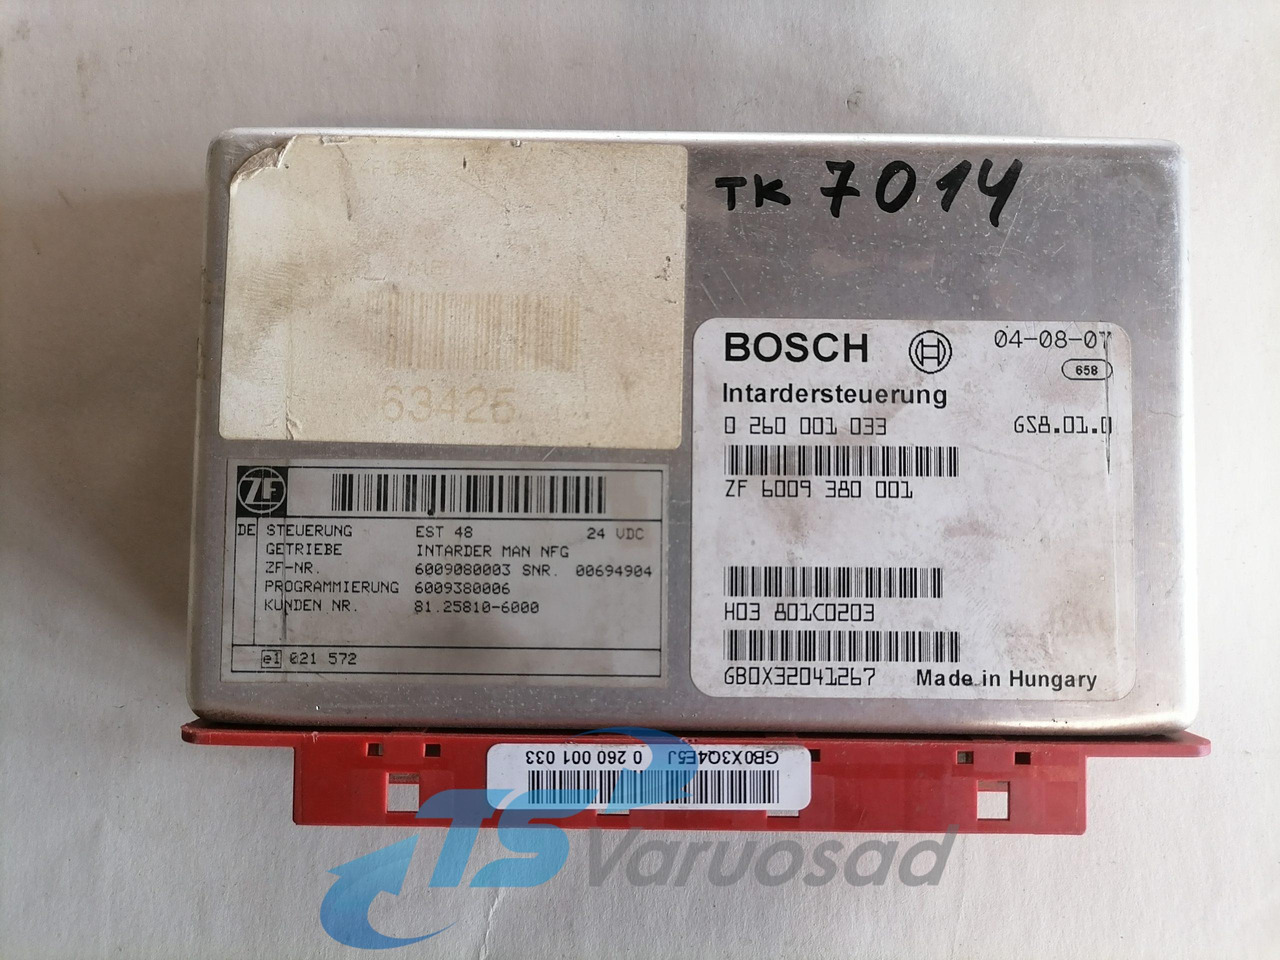 TK 7014
63425
BOSCH
04-08-07
658
Intardersteuerung
0 260 001 033
GS8.01.0
ZF 6009 380 001
H03 801C0203
GB0X32041267
Made in Hungary
ZF
DE STEUERUNG EST 48 24 VDC
GETRIEBE INTARDER MAN NFG
ZF-NR. 6009080003 SNR. 00694904
PROGRAMMIERUNG 6009380006
KUNDEN NR. 81.25810-6000
e1 021 572
0 260 001 033 GB0X3Q4E5J
TSP
Varuosad